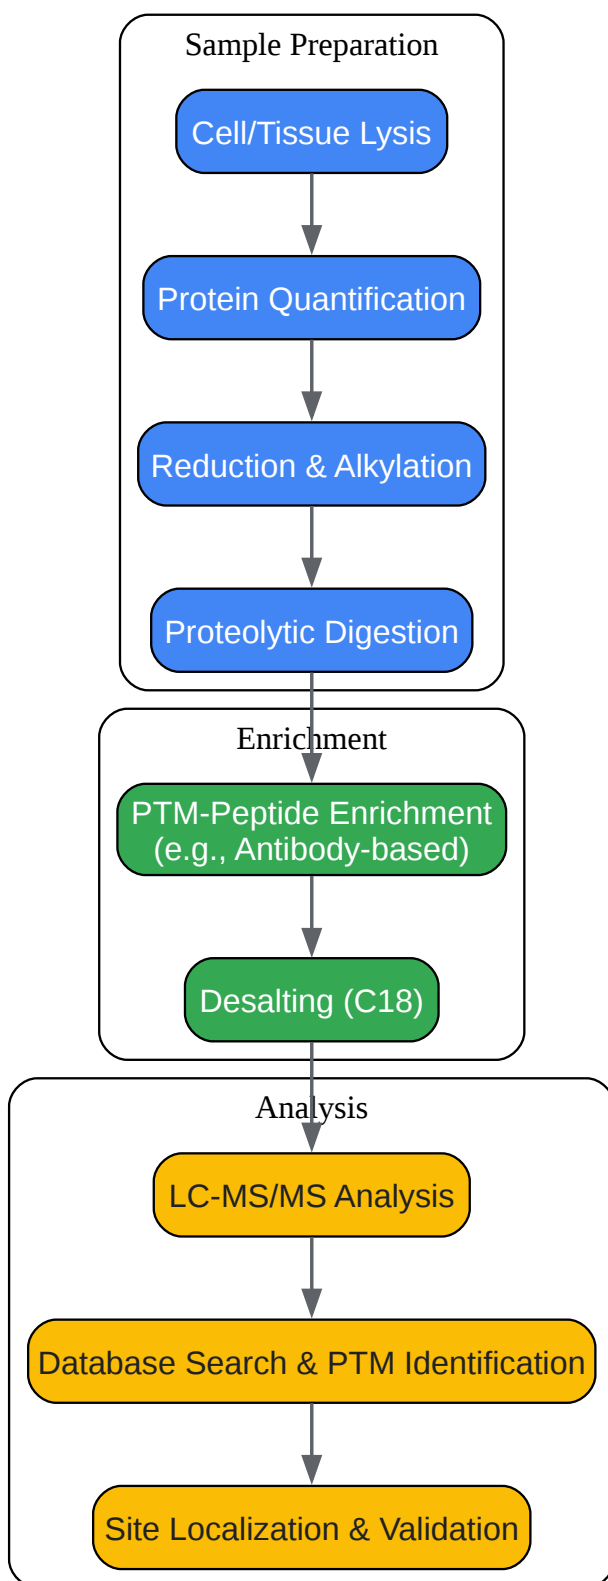 Sample Preparation
Cell/Tissue Lysis
Protein Quantification
Reduction & Alkylation
Proteolytic Digestion
Enrichment
PTM-Peptide Enrichment
(e.g., Antibody-based)
Desalting (C18)
Analysis
LC-MS/MS Analysis
Database Search & PTM Identification
Site Localization & Validation